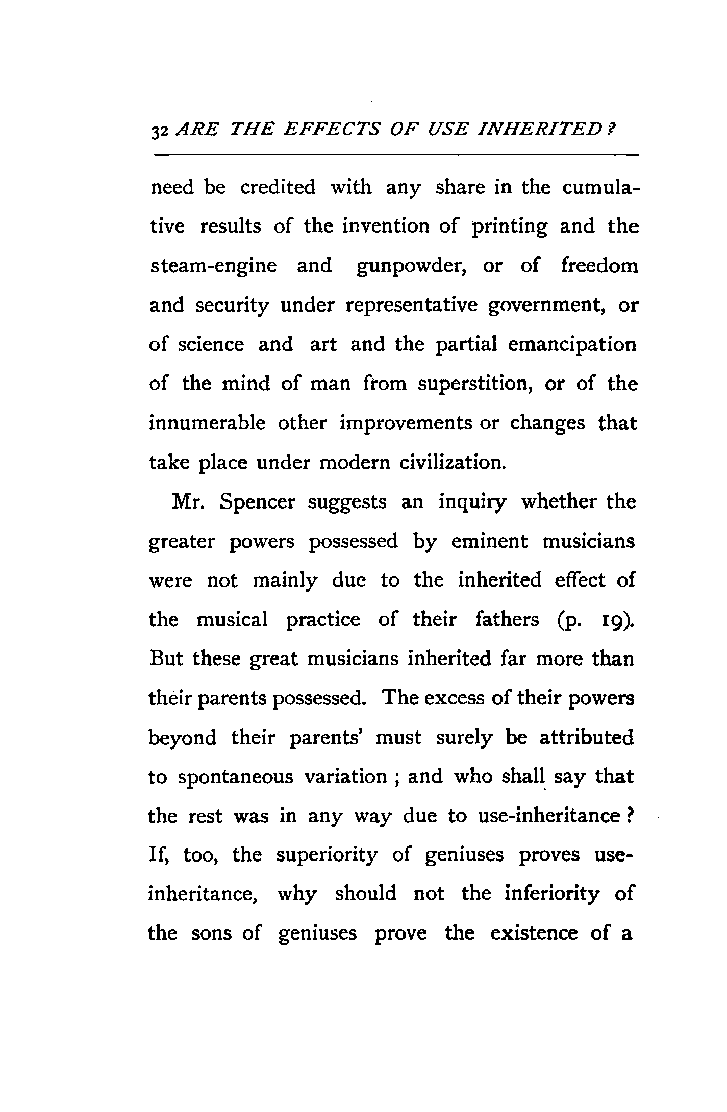 32 ARE THE EFFECTS OF USE INHERITED ?
need be credited with any share in the cumula-
tive results of the invention of printing and the
steam-engine and gunpowder, or of freedom
and security under representative government, or
of science and art and the partial emancipation
of the mind of man from superstition, or of the
innumerable other improvements or changes that
take place under modern civilization.
Mr. Spencer suggests an inquiry whether the
greater powers possessed by eminent musicians
were not mainly due to the inherited effect of
the musical practice of their fathers (p. 19).
But these great musicians inherited far more than
their parents possessed. The excess of their powers
beyond their parents' must surely be attributed
to spontaneous variation ; and who shall say that
the rest was in any way due to use-inheritance ?
If, too, the superiority of geniuses proves use-
inheritance, why should not the inferiority of
the sons of geniuses prove the existence of a